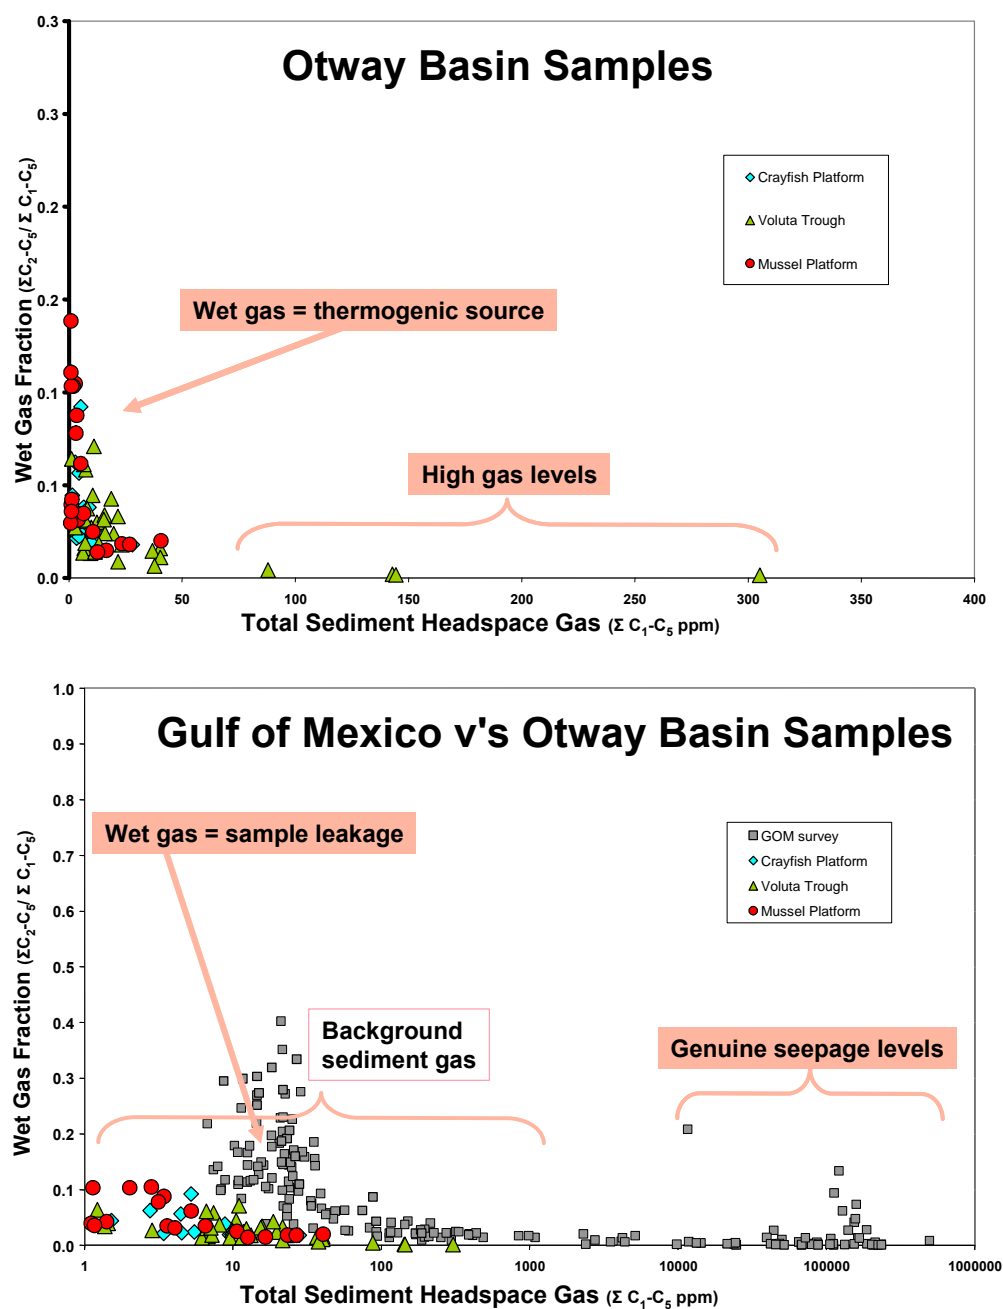 Otway Basin Samples
0.3
0.3
0.2
0.2
0.1
0.1
0.0
Wet Gas Fraction (ΣC2-C5/ Σ C1-C5)
Crayfish Platform
Voluta Trough
Mussel Platform
Wet gas = thermogenic source
High gas levels
0 50 100 150 200 250 300 350 400
Total Sediment Headspace Gas (Σ C1-C5 ppm)
Gulf of Mexico v's Otway Basin Samples
1.0
0.9
0.8
0.7
0.6
0.5
0.4
0.3
0.2
0.1
0.0
Wet Gas Fraction (ΣC2-C5/ Σ C1-C5)
Wet gas = sample leakage
GOM survey
Crayfish Platform
Voluta Trough
Mussel Platform
Background
sediment gas
Genuine seepage levels
1 10 100 1000 10000 100000 1000000
Total Sediment Headspace Gas (Σ C1-C5 ppm)